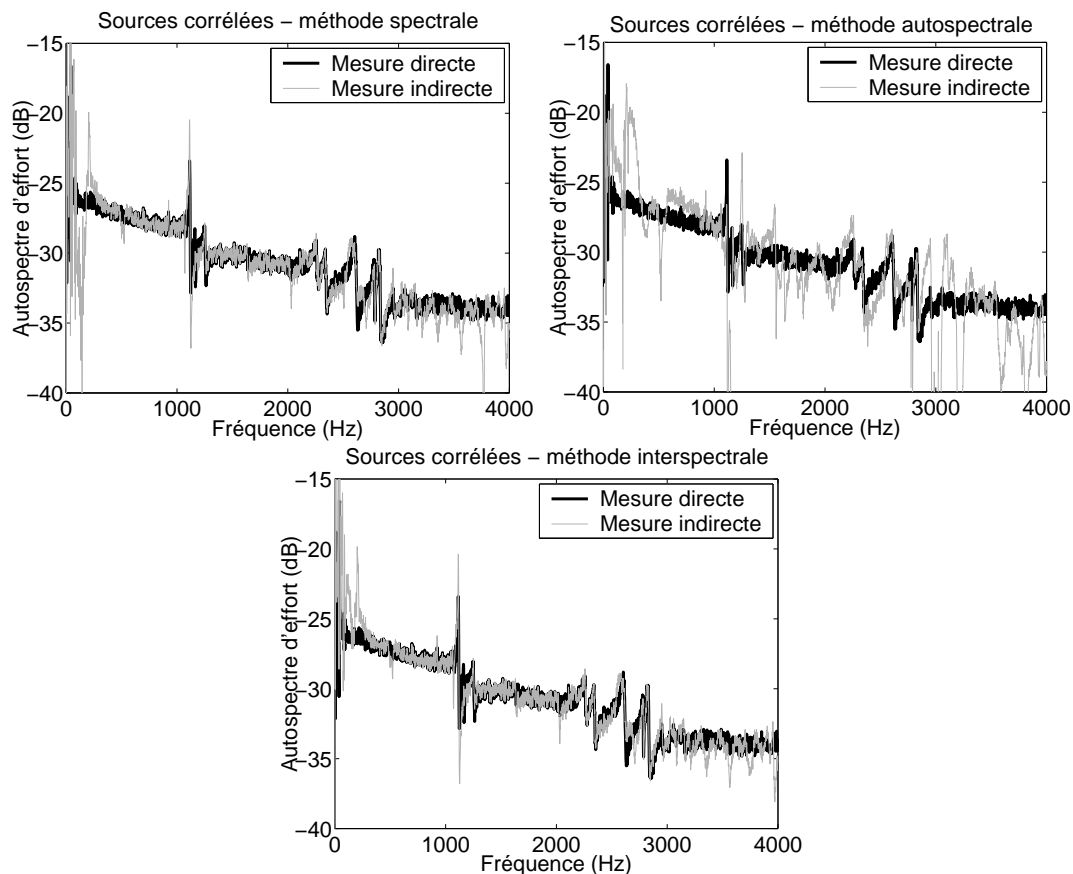 Sources corrélées − méthode spectrale
Autospectre d'effort (dB)
−15
−20
−25
−30
−35
−40
Mesure directe
Mesure indirecte
0 1000 2000 3000 4000
Fréquence (Hz)
Sources corrélées − méthode autospectrale
Autospectre d'effort (dB)
−15
−20
−25
−30
−35
−40
Mesure directe
Mesure indirecte
0 1000 2000 3000 4000
Fréquence (Hz)
Sources corrélées − méthode interspectrale
Autospectre d'effort (dB)
−15
−20
−25
−30
−35
−40
Mesure directe
Mesure indirecte
0 1000 2000 3000 4000
Fréquence (Hz)